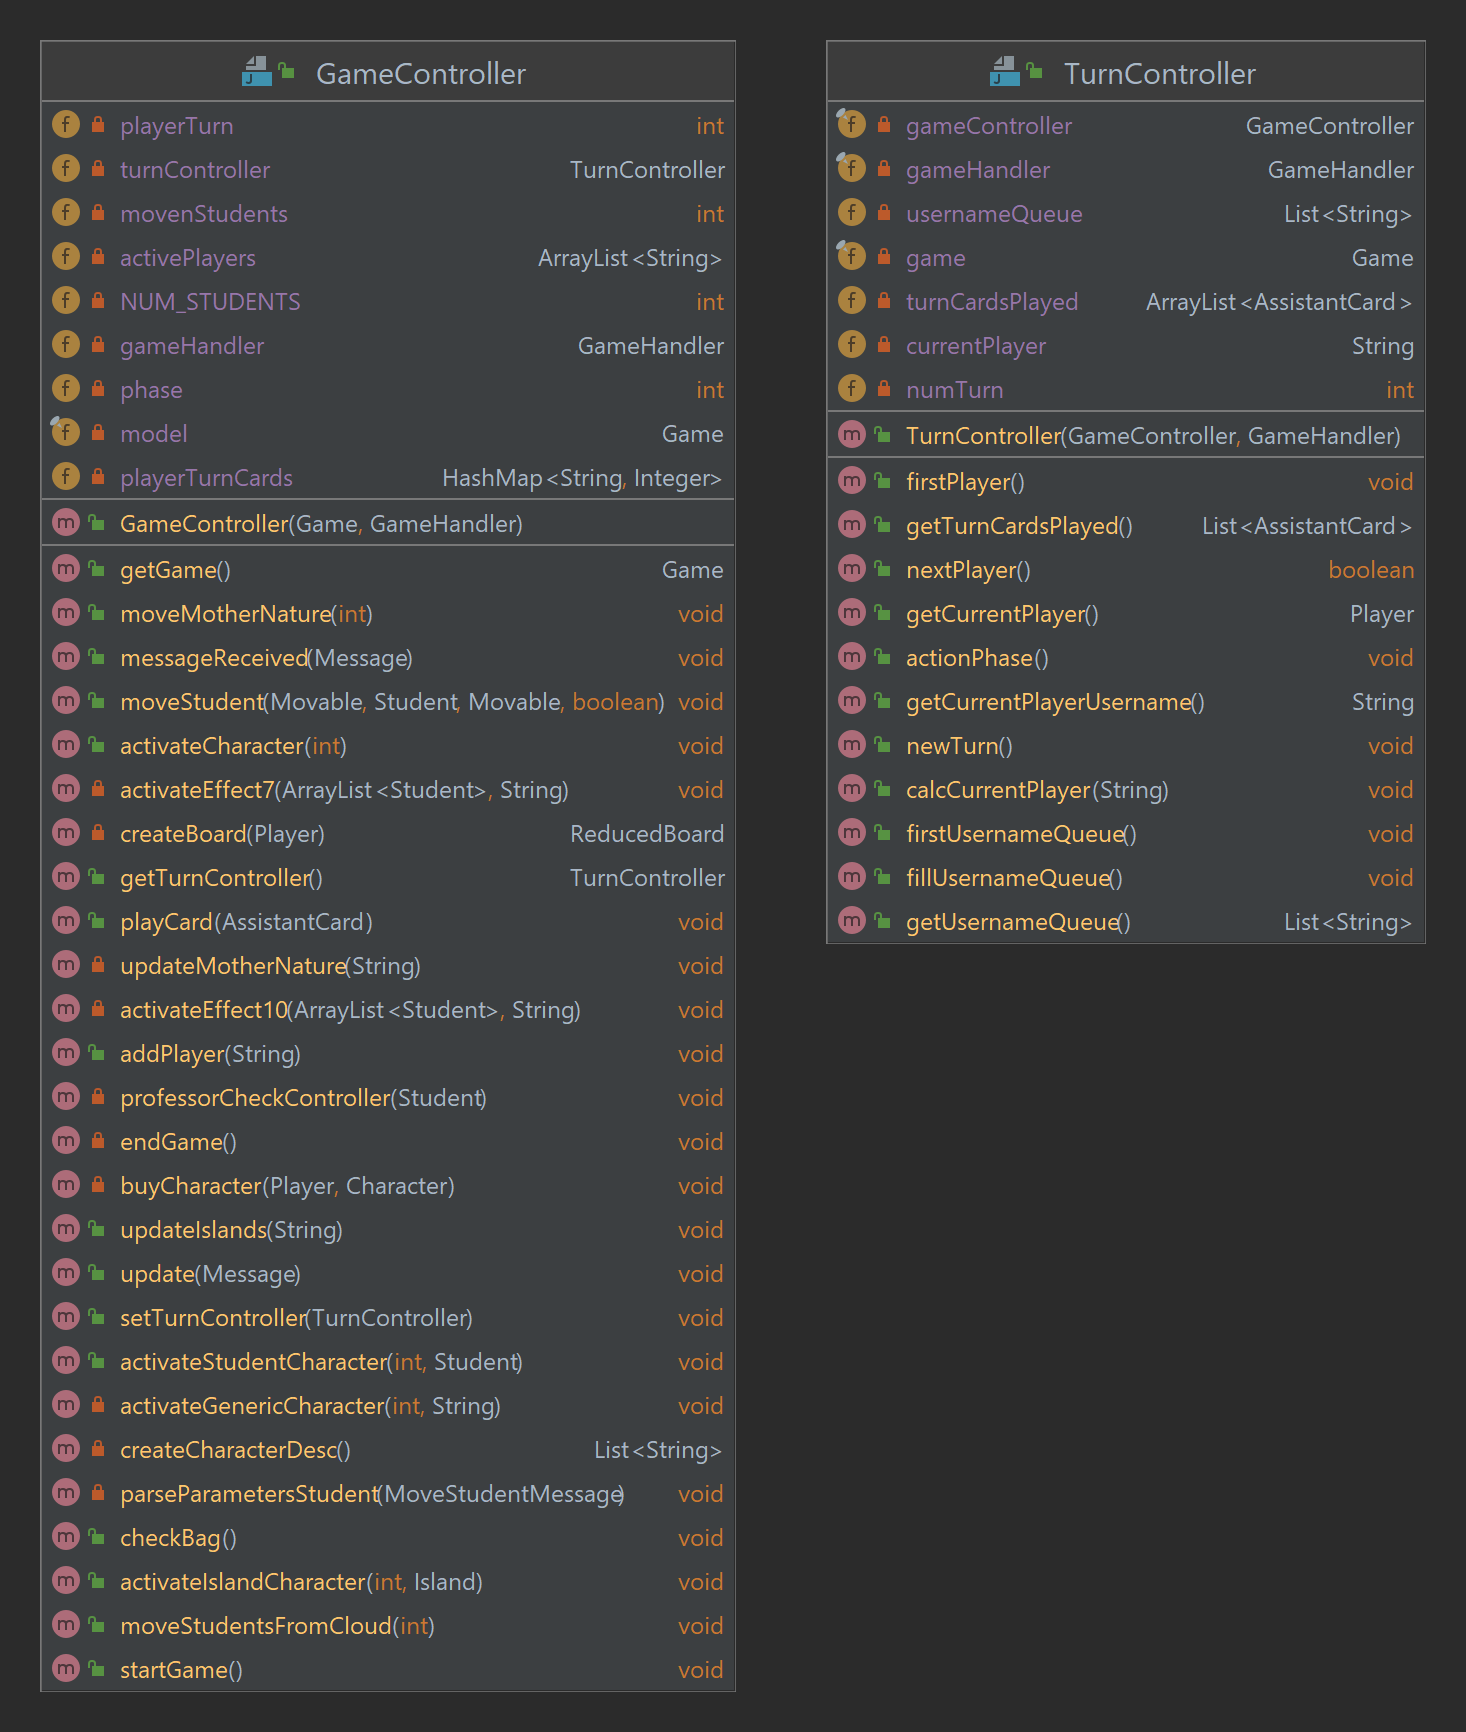 GameController
playerTurn int
turnController TurnController
movenStudents int
activePlayers ArrayList<String>
NUM_STUDENTS int
gameHandler GameHandler
phase int
model Game
playerTurnCards HashMap<String, Integer>
GameController(Game, GameHandler)
getGame() Game
moveMotherNature(int) void
messageReceived(Message) void
moveStudent(Movable, Student, Movable, boolean) void
activateCharacter(int) void
activateEffect7(ArrayList<Student>, String) void
createBoard(Player) ReducedBoard
getTurnController() TurnController
playCard(AssistantCard) void
updateMotherNature(String) void
activateEffect10(ArrayList<Student>, String) void
addPlayer(String) void
professorCheckController(Student) void
endGame() void
buyCharacter(Player, Character) void
updateIslands(String) void
update(Message) void
setTurnController(TurnController) void
activateStudentCharacter(int, Student) void
activateGenericCharacter(int, String) void
createCharacterDesc() List<String>
parseParametersStudent(MoveStudentMessage) void
checkBag() void
activateIslandCharacter(int, Island) void
moveStudentsFromCloud(int) void
startGame() void
TurnController
gameController GameController
gameHandler GameHandler
usernameQueue List<String>
game Game
turnCardsPlayed ArrayList<AssistantCard>
currentPlayer String
numTurn int
TurnController(GameController, GameHandler)
firstPlayer() void
getTurnCardsPlayed() List<AssistantCard>
nextPlayer() boolean
getCurrentPlayer() Player
actionPhase() void
getCurrentPlayerUsername() String
newTurn() void
calcCurrentPlayer(String) void
firstUsernameQueue() void
fillUsernameQueue() void
getUsernameQueue() List<String>